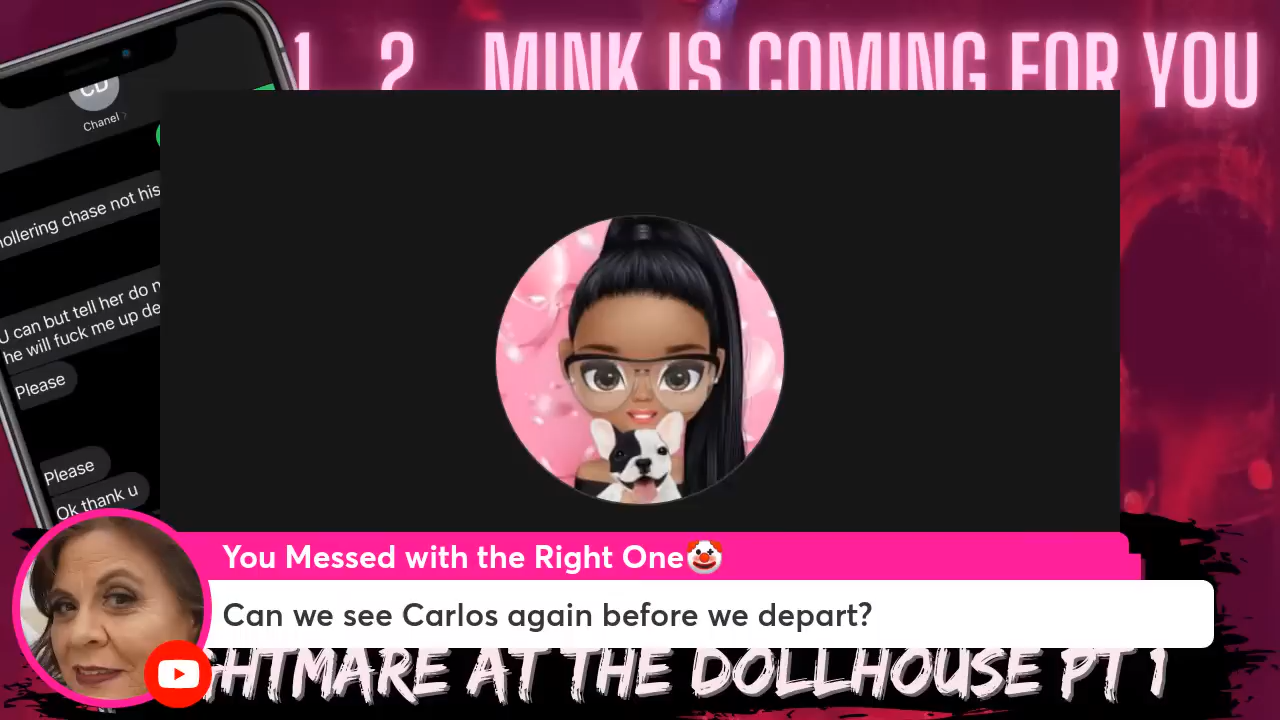 1 2 MINK IS COMING FOR YOU
CD
Chanel
hollering chase not his
U can but tell her do
he will fuck me up
Please
Please
Ok thank u
You Messed with the Right One🤡
Can we see Carlos again before we depart?
AT THE DOLLHOUSE PT 1